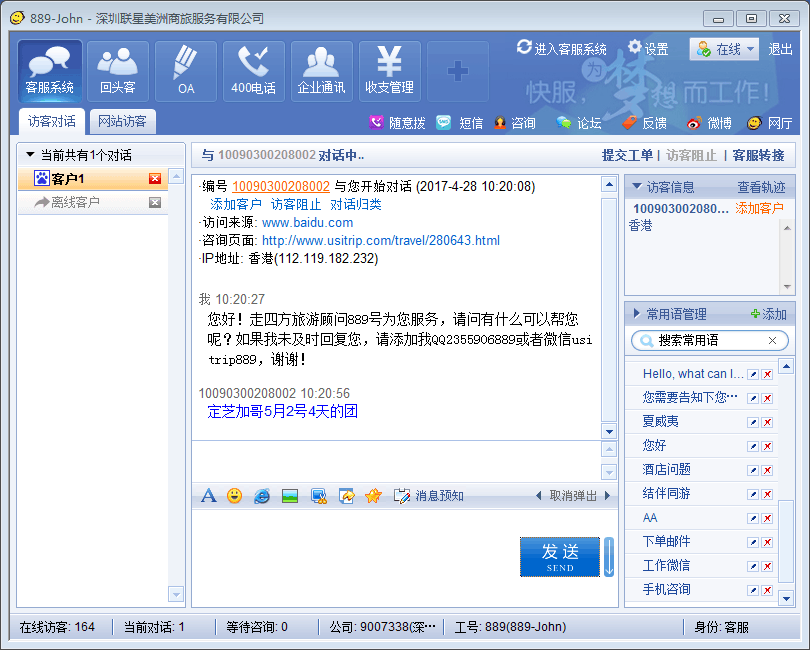 889-John - 深圳联星美洲商旅服务有限公司
客服系统 回头客 OA 400电话 企业通讯 收支管理
进入客服系统 设置 在线 退出
快服，为梦想而工作！
访客对话 网站访客
随意拨 短信 咨询 论坛 反馈 微博 网厅
当前共有1个对话
客户1
离线客户
与 10090300208002 对话中..
提交工单 | 访客阻止 | 客服转接
·编号 10090300208002 与您开始对话 (2017-4-28 10:20:08)
添加客户 访客阻止 对话归类
·访问来源: www.baidu.com
·咨询页面: http://www.usitrip.com/travel/280643.html
·IP地址: 香港(112.119.182.232)
我 10:20:27
您好！走四方旅游顾问889号为您服务，请问有什么可以帮您
呢？如果我未及时回复您，请添加我QQ2355906889或者微信usi
trip889，谢谢！
10090300208002 10:20:56
定芝加哥5月2号4天的团
消息预知 取消弹出
发 送
SEND
访客信息 查看轨迹
100903002080... 添加客户
香港
常用语管理 添加
搜索常用语
Hello, what can I...
您需要告知下您…
夏威夷
您好
酒店问题
结伴同游
AA
下单邮件
工作微信
手机咨询
在线访客: 164 当前对话: 1 等待咨询: 0 公司: 9007338(深… 工号: 889(889-John) 身份: 客服